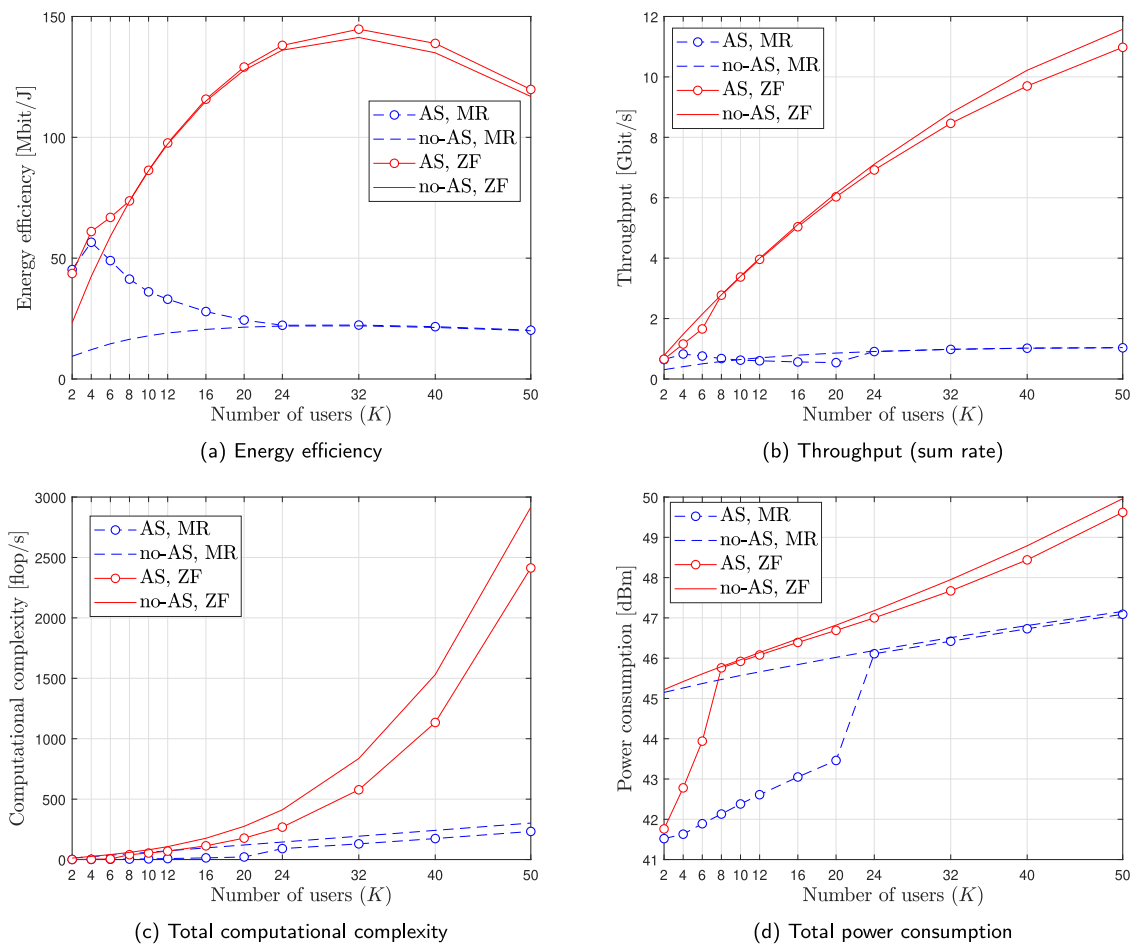 150
100
50
0
Energy efficiency [Mbit/J]
AS, MR
no-AS, MR
AS, ZF
no-AS, ZF
2 4 6 8 10 12 16 20 24 32 40 50
Number of users (K)
(a) Energy efficiency
12
10
8
6
4
2
0
Throughput [Gbit/s]
AS, MR
no-AS, MR
AS, ZF
no-AS, ZF
2 4 6 8 10 12 16 20 24 32 40 50
Number of users (K)
(b) Throughput (sum rate)
3000
2500
2000
1500
1000
500
0
Computational complexity [flop/s]
AS, MR
no-AS, MR
AS, ZF
no-AS, ZF
2 4 6 8 10 12 16 20 24 32 40 50
Number of users (K)
(c) Total computational complexity
50
49
48
47
46
45
44
43
42
41
Power consumption [dBm]
AS, MR
no-AS, MR
AS, ZF
no-AS, ZF
2 4 6 8 10 12 16 20 24 32 40 50
Number of users (K)
(d) Total power consumption